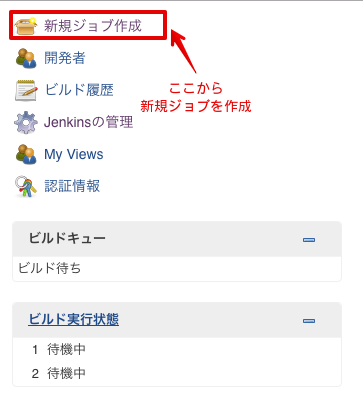 新規ジョブ作成
開発者
ビルド履歴
ここから
新規ジョブを作成
Jenkinsの管理
My Views
認証情報
ビルドキュー
ビルド待ち
ビルド実行状態
1 待機中
2 待機中